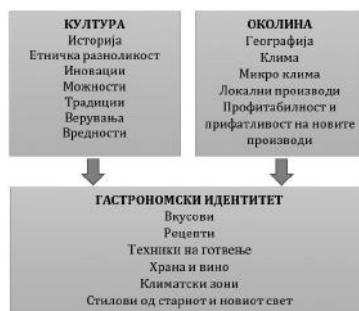 КУЛТУРА
Историја
Етничка разноликост
Иновации
Можности
Традиции
Верувања
Вредности
ОКОЛИНА
Географија
Клима
Микро клима
Локални производи
Профитабилност и
прифатливост на новите
производи
ГАСТРОНОМСКИ ИДЕНТИТЕТ
Вкусови
Рецепти
Техники на готвење
Храна и вино
Климатски зони
Стилови од старнот и новиот свет